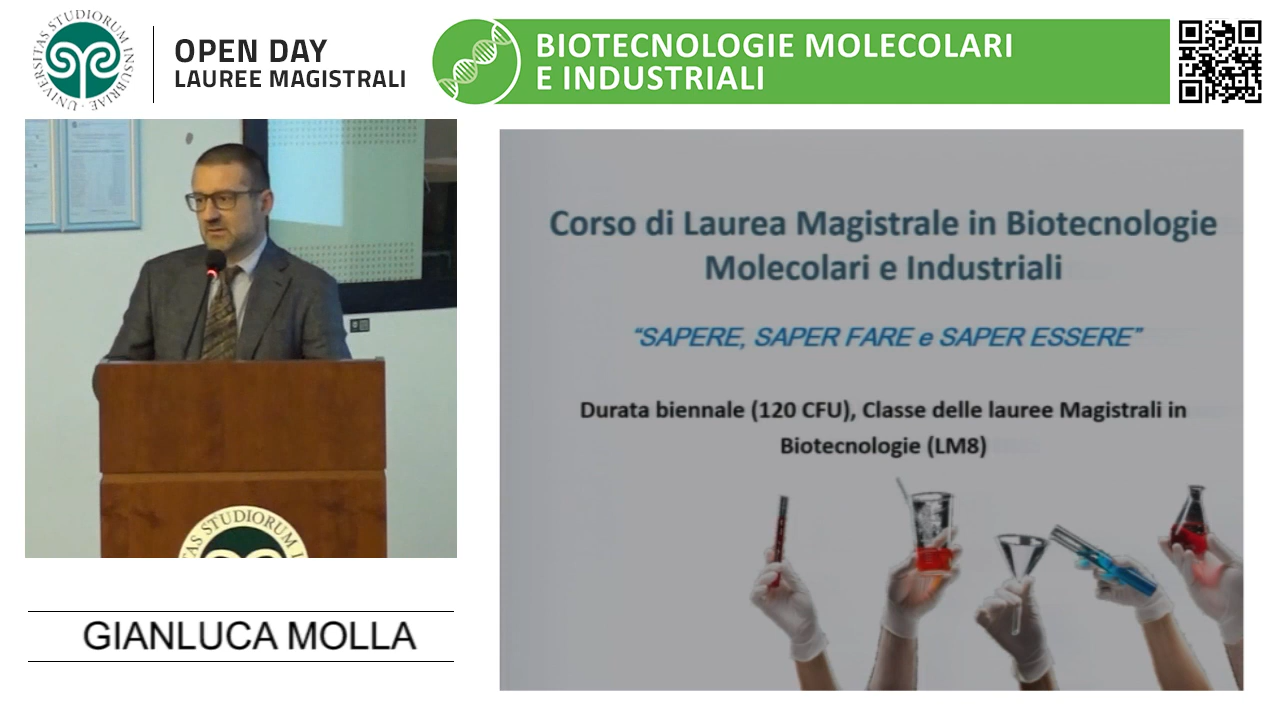 UNIVERSITAS STUDIORUM INSUBRIAE
OPEN DAY
LAUREE MAGISTRALI
BIOTECNOLOGIE MOLECOLARI
E INDUSTRIALI
Corso di Laurea Magistrale in Biotecnologie
Molecolari e Industriali
“SAPERE, SAPER FARE e SAPER ESSERE”
Durata biennale (120 CFU), Classe delle lauree Magistrali in
Biotecnologie (LM8)
STUDIORUM
GIANLUCA MOLLA